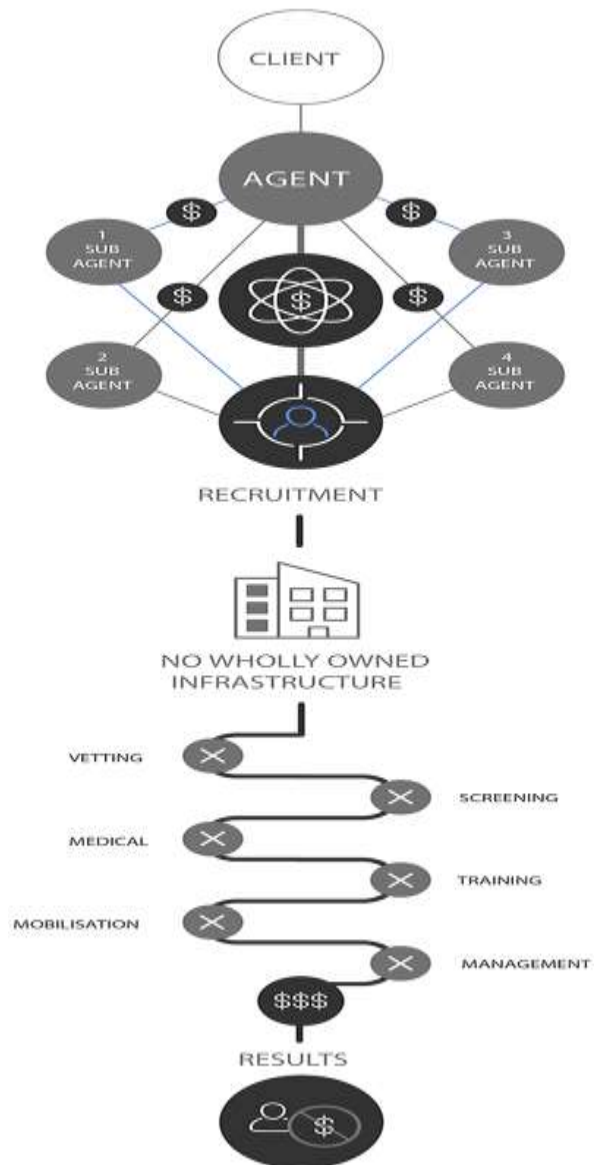 CLIENT
AGENT
$
$
1
SUB
AGENT
3
SUB
AGENT
$
$
$
2
SUB
AGENT
4
SUB
AGENT
RECRUITMENT
NO WHOLLY OWNED
INFRASTRUCTURE
VETTING
SCREENING
MEDICAL
TRAINING
MOBILISATION
MANAGEMENT
$$$
RESULTS
$